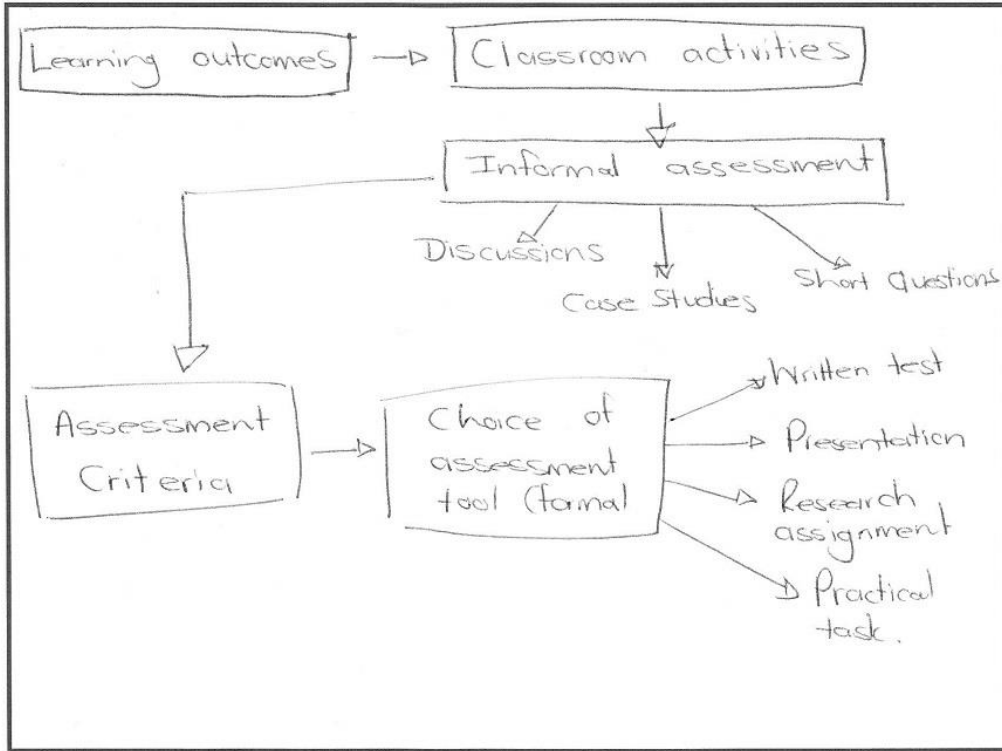 Learning outcomes
Classroom activities
Informal assessment
Discussions
Case Studies
Short Questions
Assessment
Criteria
Choice of
assessment
tool (formal
Written test
Presentation
Research
assignment
Practical
task.